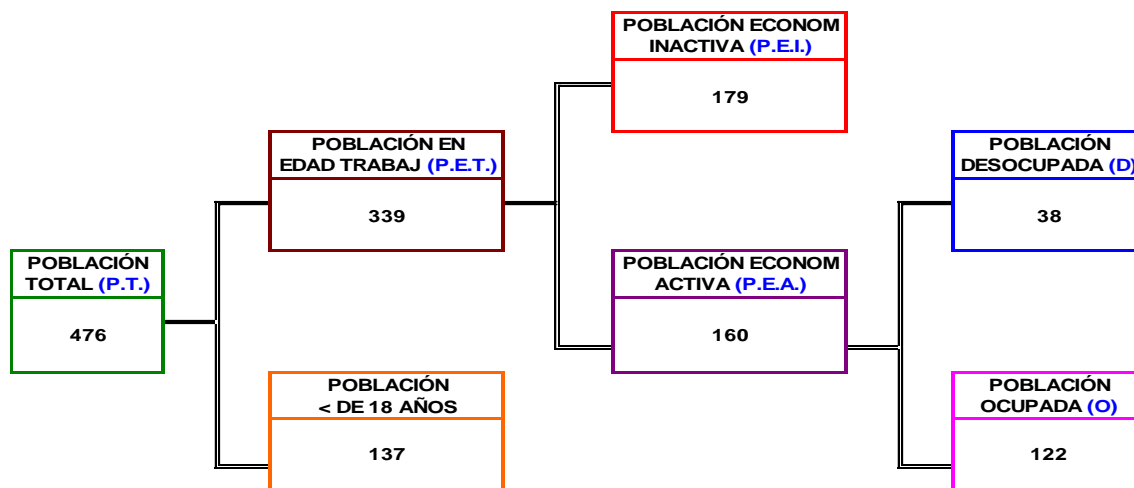 POBLACIÓN ECONOM
INACTIVA (P.E.I.)
179
POBLACIÓN EN
EDAD TRABAJ (P.E.T.)
339
POBLACIÓN
DESOCUPADA (D)
38
POBLACIÓN
TOTAL (P.T.)
476
POBLACIÓN ECONOM
ACTIVA (P.E.A.)
160
POBLACIÓN
< DE 18 AÑOS
137
POBLACIÓN
OCUPADA (O)
122